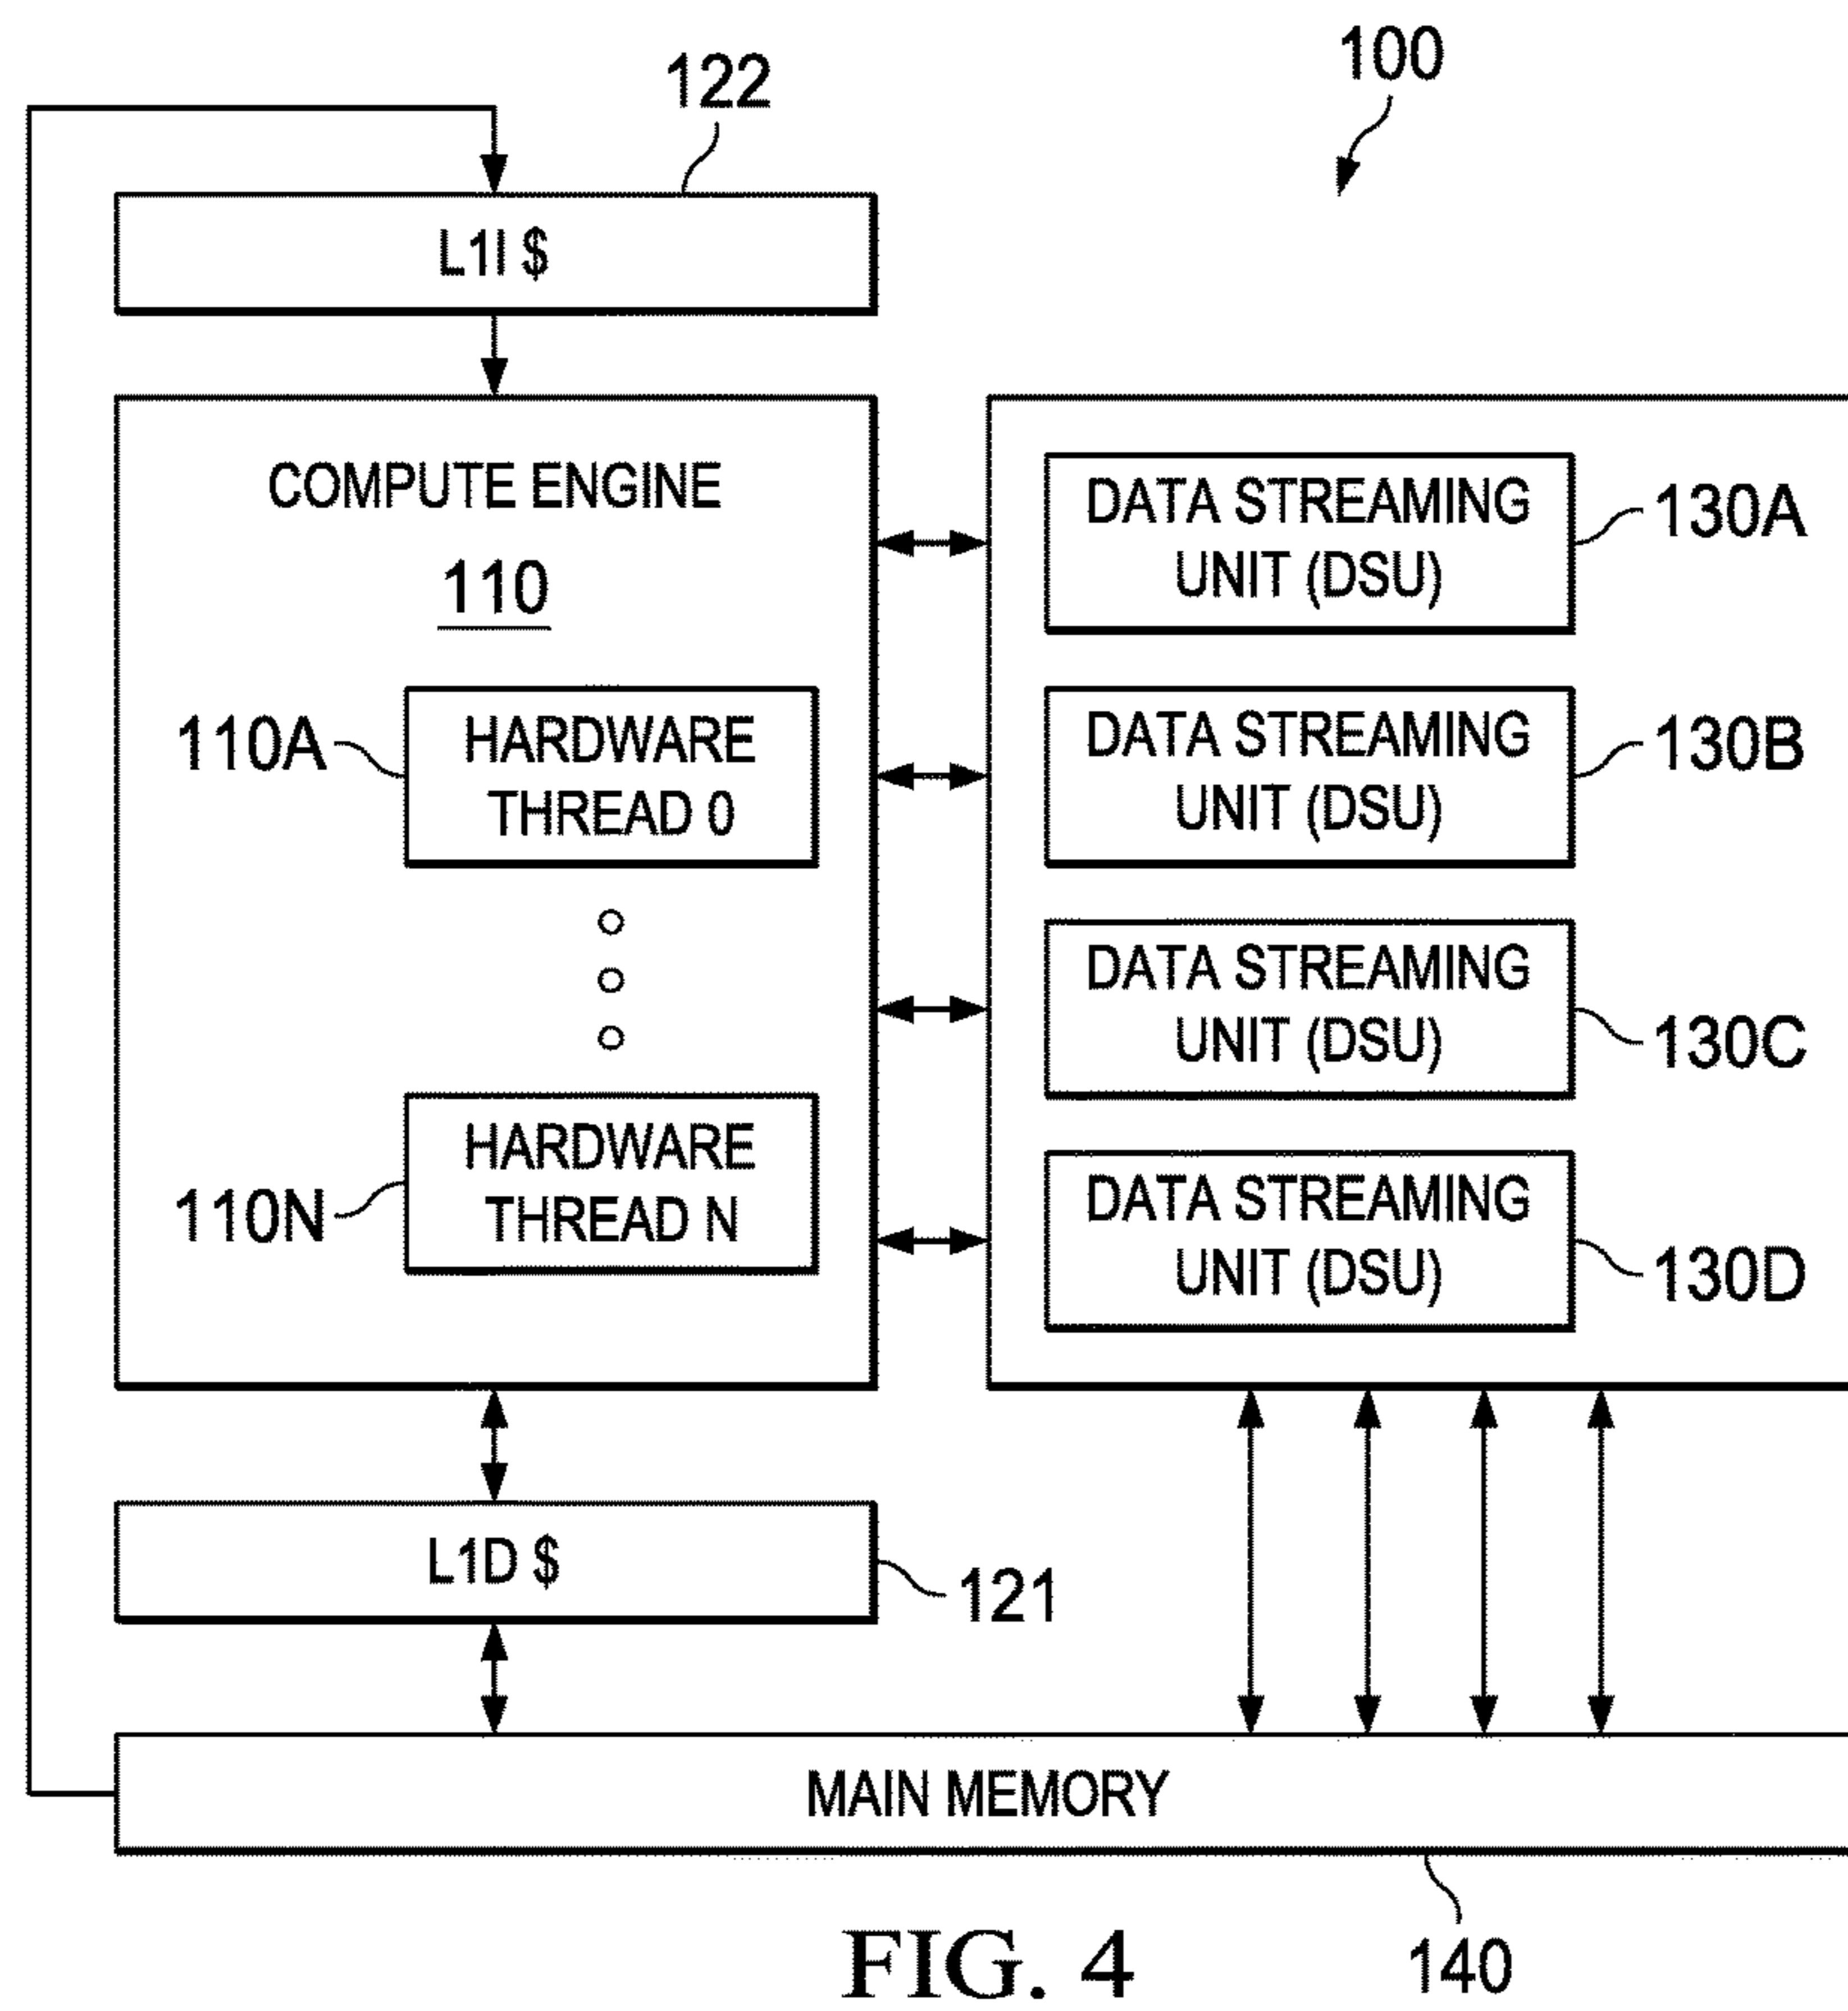 122
100
L1I $
COMPUTE ENGINE
110
110A
HARDWARE
THREAD 0
110N
HARDWARE
THREAD N
DATA STREAMING
UNIT (DSU)
130A
DATA STREAMING
UNIT (DSU)
130B
DATA STREAMING
UNIT (DSU)
130C
DATA STREAMING
UNIT (DSU)
130D
L1D $
121
MAIN MEMORY
140
FIG. 4